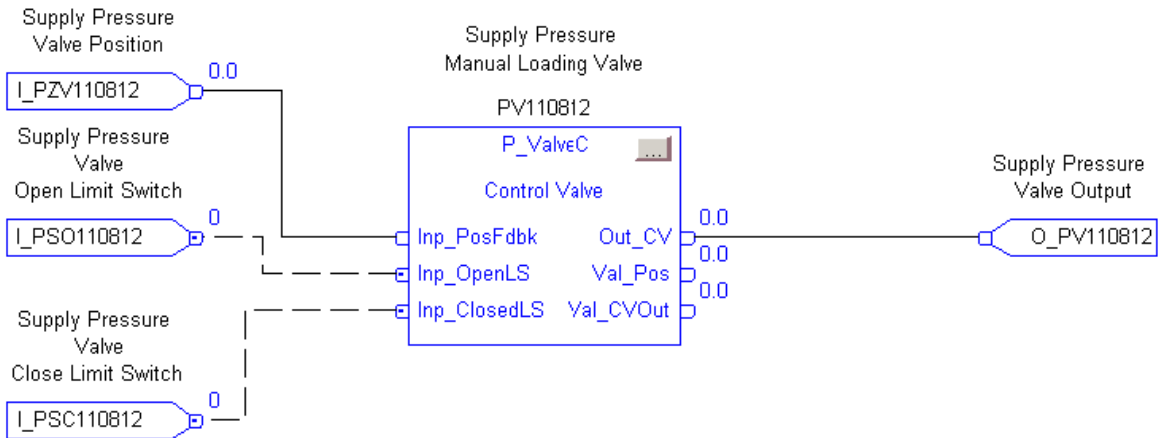 Supply Pressure
Valve Position
I_PZV110812
0.0
Supply Pressure
Valve
Open Limit Switch
I_PSO110812
0
Supply Pressure
Valve
Close Limit Switch
I_PSC110812
0
Supply Pressure
Manual Loading Valve
PV110812
P_ValveC
...
Control Valve
Inp_PosFdbk
Out_CV
0.0
Inp_OpenLS
Val_Pos
0.0
Inp_ClosedLS
Val_CVOut
0.0
Supply Pressure
Valve Output
O_PV110812